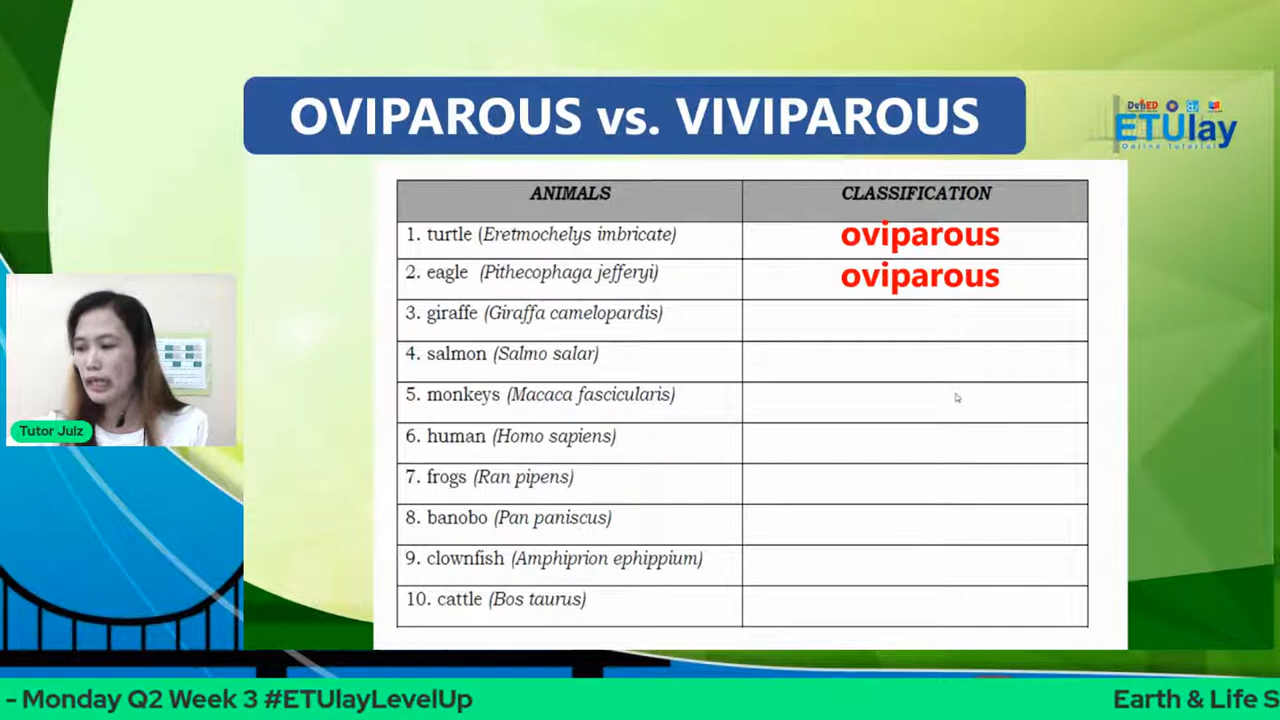 OVIPAROUS vs. VIVIPAROUS
DepED
ETUlay
Online Tutorial
ANIMALS CLASSIFICATION
1. turtle (Eretmochelys imbricate) oviparous
2. eagle (Pithecophaga jefferyi) oviparous
3. giraffe (Giraffa camelopardis)
4. salmon (Salmo salar)
5. monkeys (Macaca fascicularis)
6. human (Homo sapiens)
7. frogs (Ran pipens)
8. banobo (Pan paniscus)
9. clownfish (Amphiprion ephippium)
10. cattle (Bos taurus)
Tutor Julz
- Monday Q2 Week 3 #ETUlayLevelUp Earth & Life S